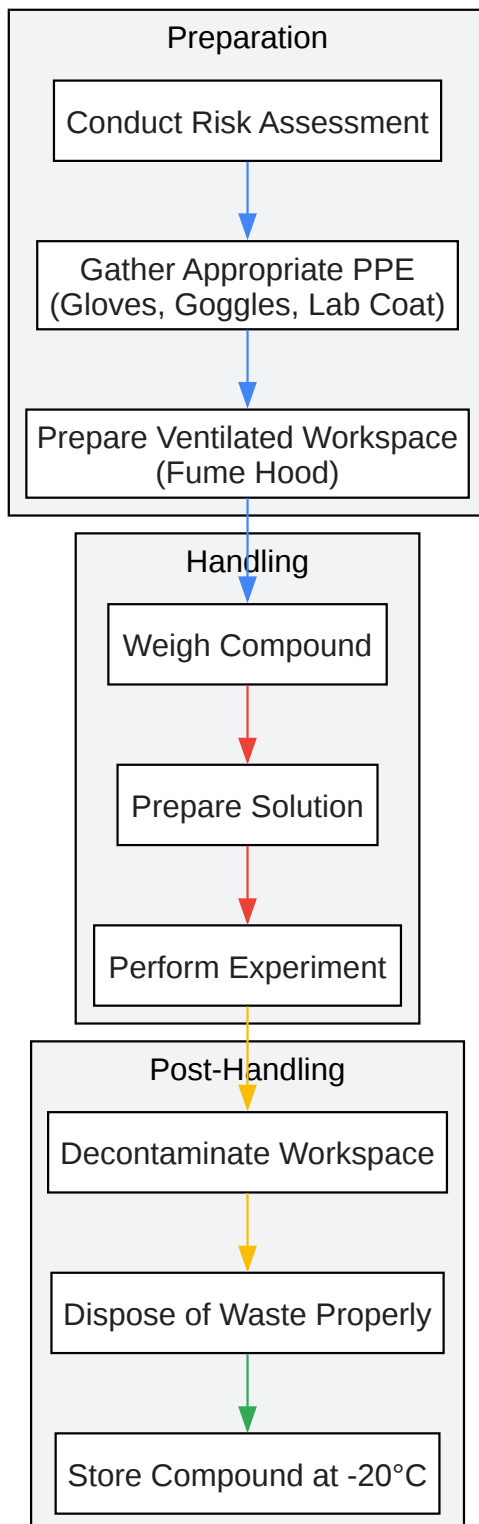 Preparation
Conduct Risk Assessment
Gather Appropriate PPE
(Gloves, Goggles, Lab Coat)
Prepare Ventilated Workspace
(Fume Hood)
Handling
Weigh Compound
Prepare Solution
Perform Experiment
Post-Handling
Decontaminate Workspace
Dispose of Waste Properly
Store Compound at -20°C